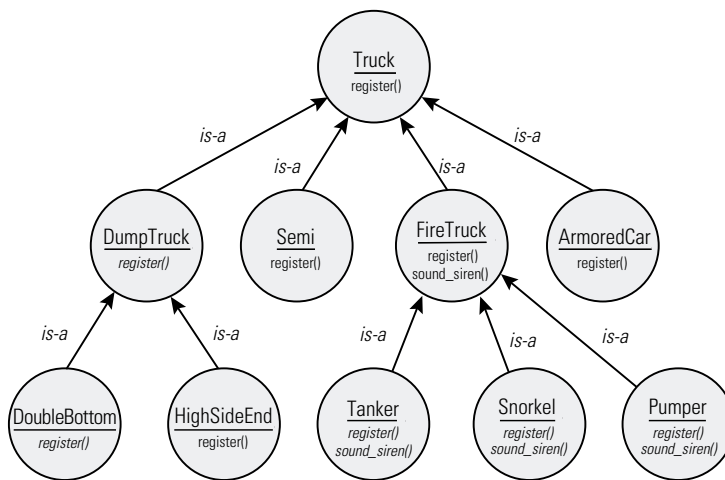 Truck
register()
is-a
is-a
is-a
is-a
DumpTruck
register()
Semi
register()
FireTruck
register()
sound_siren()
ArmoredCar
register()
is-a
is-a
is-a
is-a
is-a
DoubleBottom
register()
HighSideEnd
register()
Tanker
register()
sound_siren()
Snorkel
register()
sound_siren()
Pumper
register()
sound_siren()